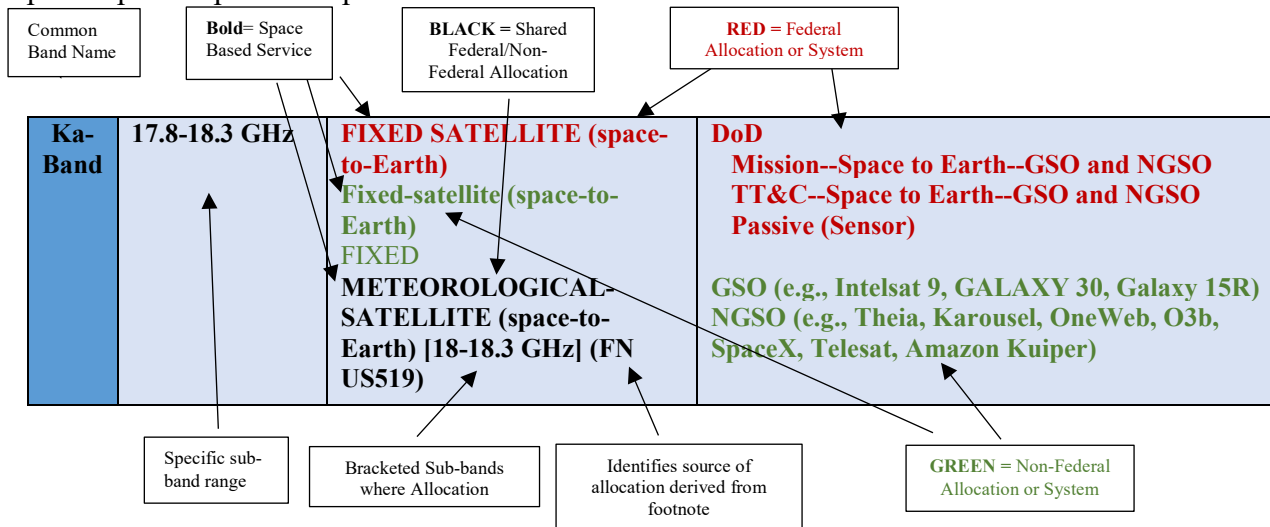 Common
Band Name
Bold= Space
Based Service
BLACK = Shared
Federal/Non-
Federal Allocation
RED = Federal
Allocation or System
Ka-
Band
17.8-18.3 GHz
FIXED SATELLITE (space-
to-Earth)
Fixed-satellite (space-to-
Earth)
FIXED
METEOROLOGICAL-
SATELLITE (space-to-
Earth) [18-18.3 GHz] (FN
US519)
DoD
Mission--Space to Earth--GSO and NGSO
TT&C--Space to Earth--GSO and NGSO
Passive (Sensor)
GSO (e.g., Intelsat 9, GALAXY 30, Galaxy 15R)
NGSO (e.g., Theia, Karousel, OneWeb, O3b,
SpaceX, Telesat, Amazon Kuiper)
Specific sub-
band range
Bracketed Sub-bands
where Allocation
Identifies source of
allocation derived from
footnote
GREEN = Non-Federal
Allocation or System